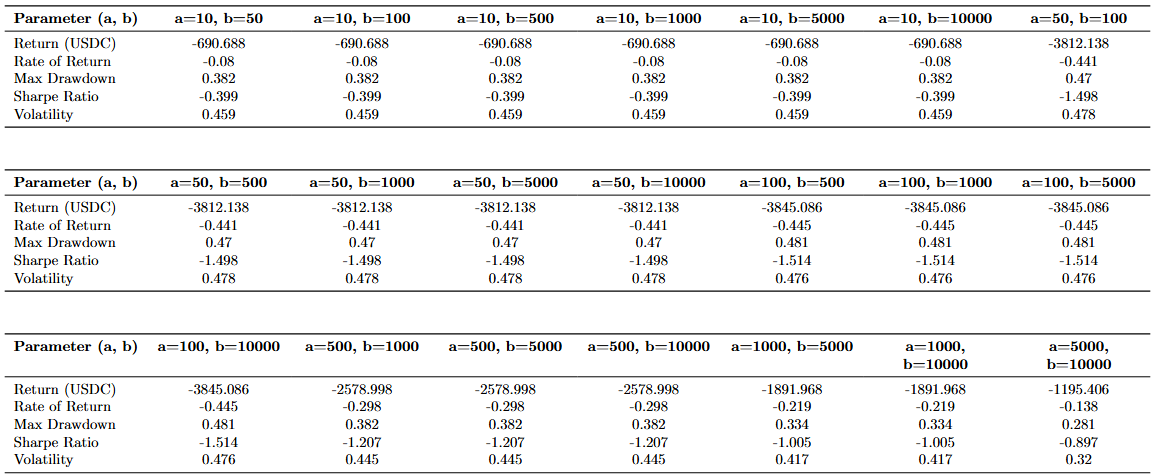 Parameter (a, b) a=10, b=50 a=10, b=100 a=10, b=500 a=10, b=1000 a=10, b=5000 a=10, b=10000 a=50, b=100
Return (USDC) -690.688 -690.688 -690.688 -690.688 -690.688 -690.688 -3812.138
Rate of Return -0.08 -0.08 -0.08 -0.08 -0.08 -0.08 -0.441
Max Drawdown 0.382 0.382 0.382 0.382 0.382 0.382 0.47
Sharpe Ratio -0.399 -0.399 -0.399 -0.399 -0.399 -0.399 -1.498
Volatility 0.459 0.459 0.459 0.459 0.459 0.459 0.478
Parameter (a, b) a=50, b=500 a=50, b=1000 a=50, b=5000 a=50, b=10000 a=100, b=500 a=100, b=1000 a=100, b=5000
Return (USDC) -3812.138 -3812.138 -3812.138 -3812.138 -3845.086 -3845.086 -3845.086
Rate of Return -0.441 -0.441 -0.441 -0.441 -0.445 -0.445 -0.445
Max Drawdown 0.47 0.47 0.47 0.47 0.481 0.481 0.481
Sharpe Ratio -1.498 -1.498 -1.498 -1.498 -1.514 -1.514 -1.514
Volatility 0.478 0.478 0.478 0.478 0.476 0.476 0.476
Parameter (a, b) a=100, b=10000 a=500, b=1000 a=500, b=5000 a=500, b=10000 a=1000, b=5000 a=1000, a=5000,
b=10000 b=10000
Return (USDC) -3845.086 -2578.998 -2578.998 -2578.998 -1891.968 -1891.968 -1195.406
Rate of Return -0.445 -0.298 -0.298 -0.298 -0.219 -0.219 -0.138
Max Drawdown 0.481 0.382 0.382 0.382 0.334 0.334 0.281
Sharpe Ratio -1.514 -1.207 -1.207 -1.207 -1.005 -1.005 -0.897
Volatility 0.476 0.445 0.445 0.445 0.417 0.417 0.32